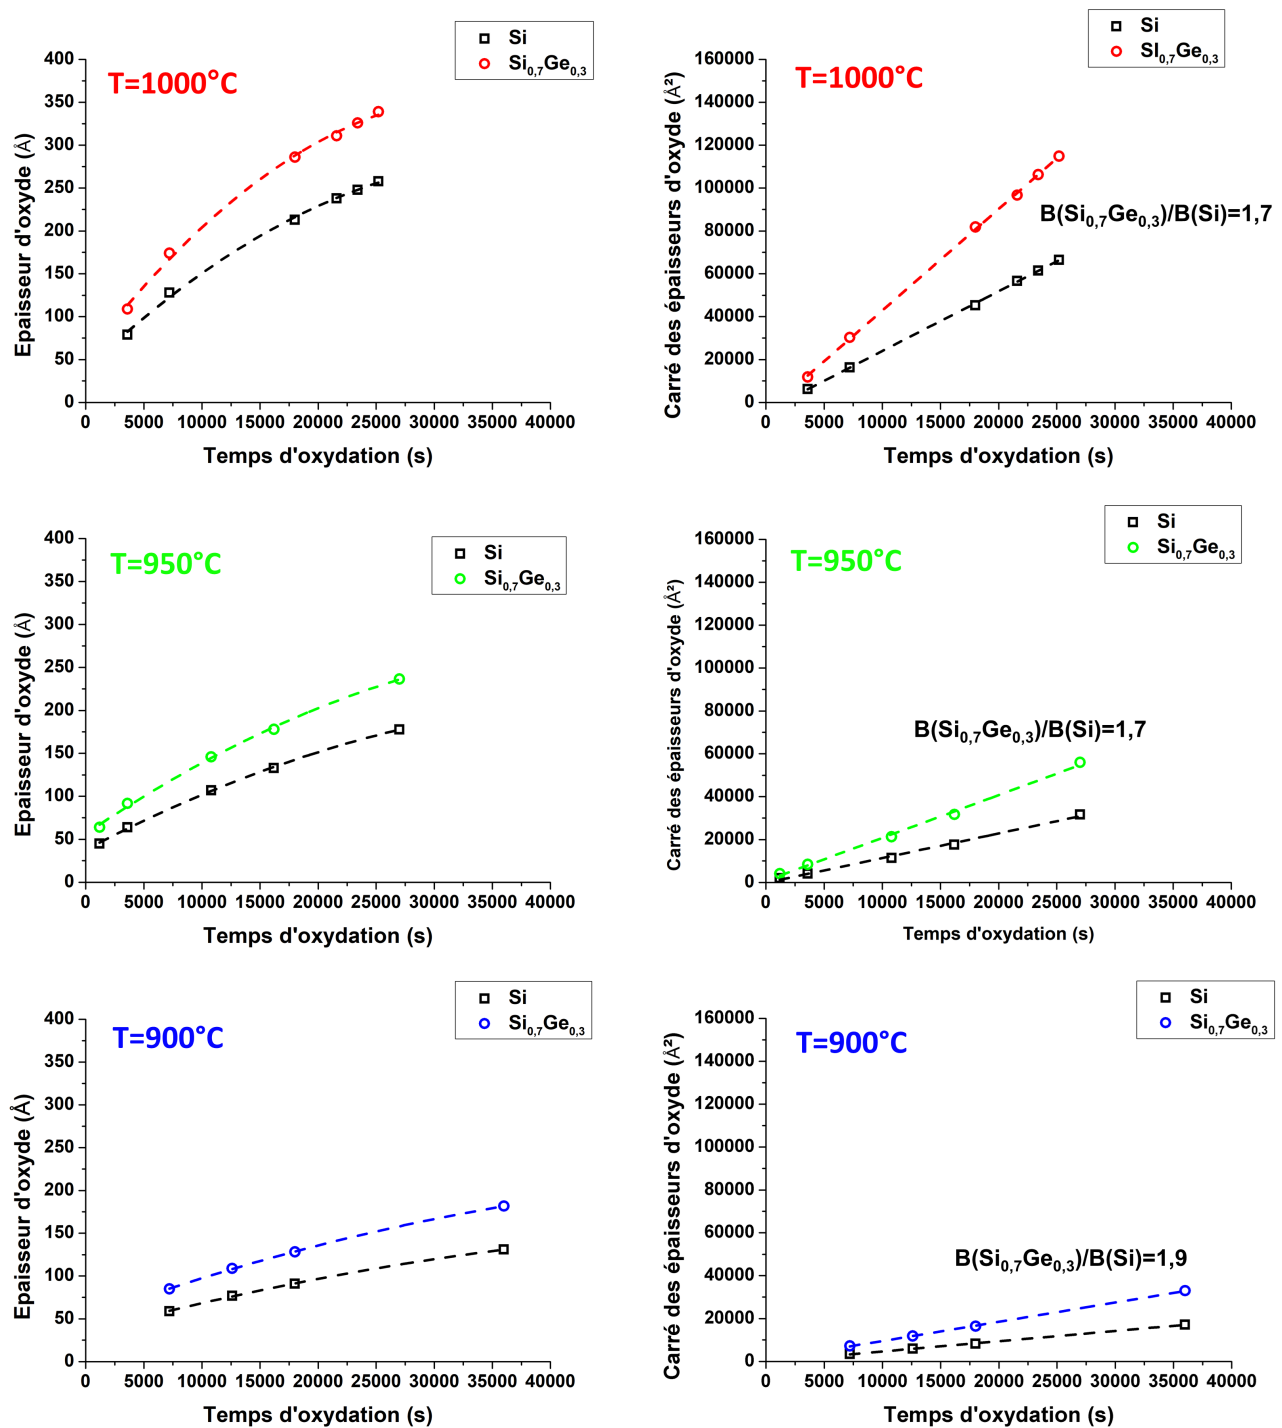 Si
Si0,7Ge0,3
T=1000°C
400
350
300
250
200
150
100
50
0
0 5000 10000 15000 20000 25000 30000 35000 40000
Epaisseur d'oxyde (Å)
Temps d'oxydation (s)
Si
SI0,7Ge0,3
T=1000°C
160000
140000
120000
100000
80000
60000
40000
20000
0
0 5000 10000 15000 20000 25000 30000 35000 40000
Carré des épaisseurs d'oxyde (Å²)
B(Si0,7Ge0,3)/B(Si)=1,7
Temps d'oxydation (s)
Si
Si0,7Ge0,3
T=950°C
400
350
300
250
200
150
100
50
0
0 5000 10000 15000 20000 25000 30000 35000 40000
Epaisseur d'oxyde (Å)
Temps d'oxydation (s)
Si
Si0,7Ge0,3
T=950°C
160000
140000
120000
100000
80000
60000
40000
20000
0
0 5000 10000 15000 20000 25000 30000 35000 40000
Carré des épaisseurs d'oxyde (Å²)
B(Si0,7Ge0,3)/B(Si)=1,7
Temps d'oxydation (s)
Si
Si0,7Ge0,3
T=900°C
400
350
300
250
200
150
100
50
0
0 5000 10000 15000 20000 25000 30000 35000 40000
Epaisseur d'oxyde (Å)
Temps d'oxydation (s)
Si
Si0,7Ge0,3
T=900°C
160000
140000
120000
100000
80000
60000
40000
20000
0
0 5000 10000 15000 20000 25000 30000 35000 40000
Carré des épaisseurs d'oxyde (Å²)
B(Si0,7Ge0,3)/B(Si)=1,9
Temps d'oxydation (s)